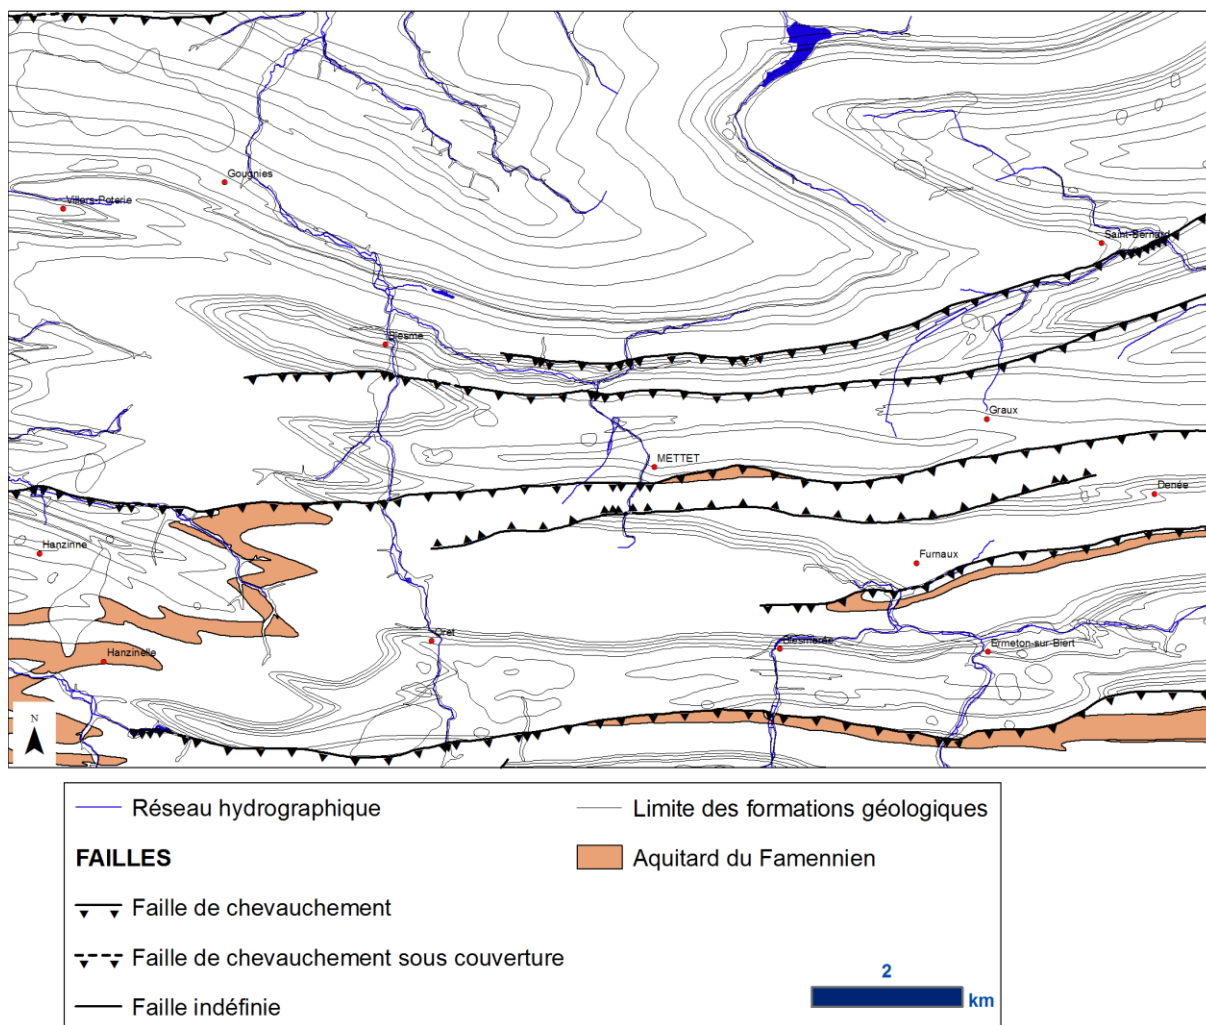 Gougnies
Villers-Poterie
Saint-Bernard
Biesme
Graux
METTET
Denée
Hanzinne
Furnaux
Oret
Biesmerée
Ermeton-sur-Biert
Hanzinelle
N
Réseau hydrographique
Limite des formations géologiques
FAILLES
Aquitard du Famennien
Faille de chevauchement
Faille de chevauchement sous couverture
2
km
Faille indéfinie